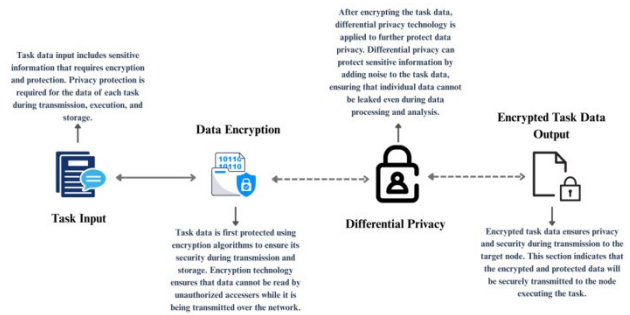 Task data input includes sensitive
information that requires encryption
and protection. Privacy protection is
required for the data of each task
during transmission, execution, and
storage.
Task Input
Data Encryption
10110
10110
Task data is first protected using
encryption algorithms to ensure its
security during transmission and
storage. Encryption technology
ensures that data cannot be read by
unauthorized accessers while it is
being transmitted over the network.
After encrypting the task data,
differential privacy technology is
applied to further protect data
privacy. Differential privacy can
protect sensitive information by
adding noise to the task data,
ensuring that individual data cannot
be leaked even during data
processing and analysis.
Differential Privacy
Encrypted Task Data
Output
Encrypted task data ensures privacy
and security during transmission to the
target node. This section indicates that
the encrypted and protected data will
be securely transmitted to the node
executing the task.